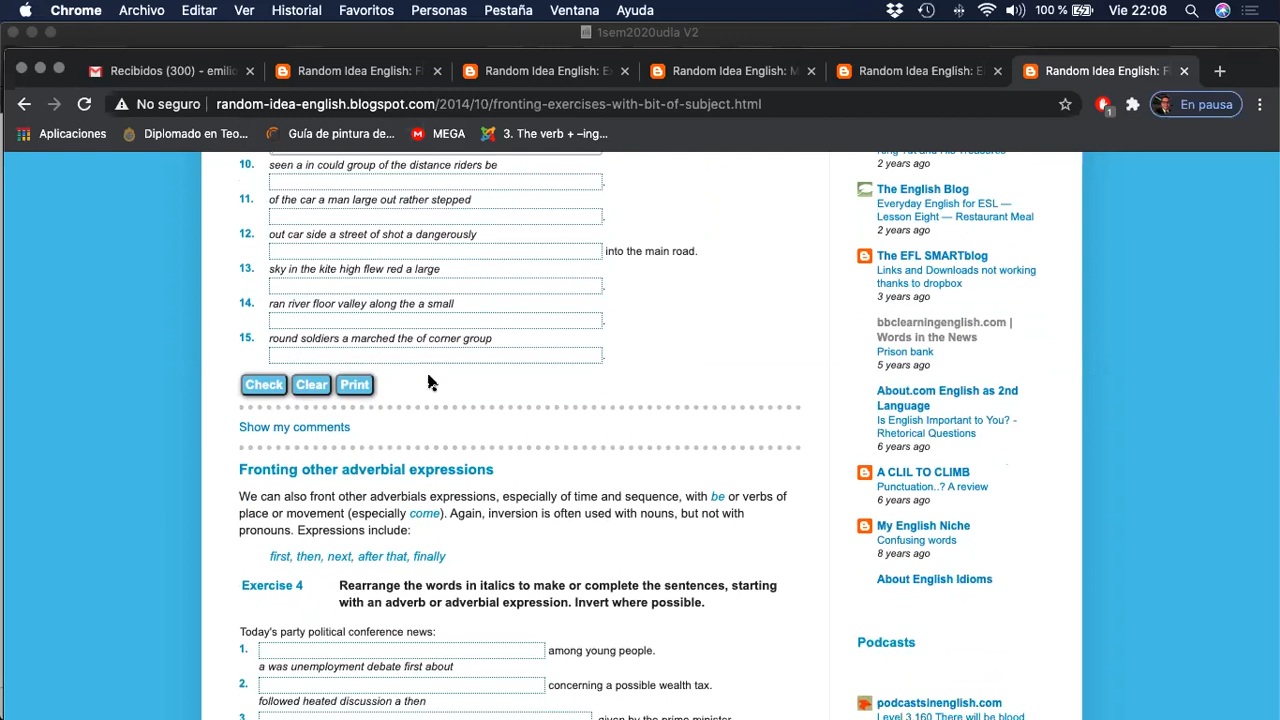 Chrome Archivo Editar Ver Historial Favoritos Personas Pestaña Ventana Ayuda 100 % Vie 22:08
1sem2020udla V2
Recibidos (300) - emili × Random Idea English: F × Random Idea English: E × Random Idea English: M × Random Idea English: E × Random Idea English: F × +
No seguro random-idea-english.blogspot.com/2014/10/fronting-exercises-with-bit-of-subject.html 1 En pausa
Aplicaciones Diplomado en Teo... Guía de pintura de... MEGA 3. The verb + –ing...
10. seen a in could group of the distance riders be
.
11. of the car a man large out rather stepped
.
12. out car side a street of shot a dangerously
into the main road.
13. sky in the kite high flew red a large
.
14. ran river floor valley along the a small
.
15. round soldiers a marched the of corner group
.
Check Clear Print
Show my comments
Fronting other adverbial expressions
We can also front other adverbials expressions, especially of time and sequence, with be or verbs of
place or movement (especially come). Again, inversion is often used with nouns, but not with
pronouns. Expressions include:
first, then, next, after that, finally
Exercise 4 Rearrange the words in italics to make or complete the sentences, starting
with an adverb or adverbial expression. Invert where possible.
Today's party political conference news:
1. among young people.
a was unemployment debate first about
2. concerning a possible wealth tax.
followed heated discussion a then
3. given by the prime minister
2 years ago
The English Blog
Everyday English for ESL —
Lesson Eight — Restaurant Meal
2 years ago
The EFL SMARTblog
Links and Downloads not working
thanks to dropbox
3 years ago
bbclearningenglish.com |
Words in the News
Prison bank
5 years ago
About.com English as 2nd
Language
Is English Important to You? -
Rhetorical Questions
6 years ago
A CLIL TO CLIMB
Punctuation..? A review
6 years ago
My English Niche
Confusing words
8 years ago
About English Idioms
Podcasts
podcastsinenglish.com
Level 3 160 There will be blood